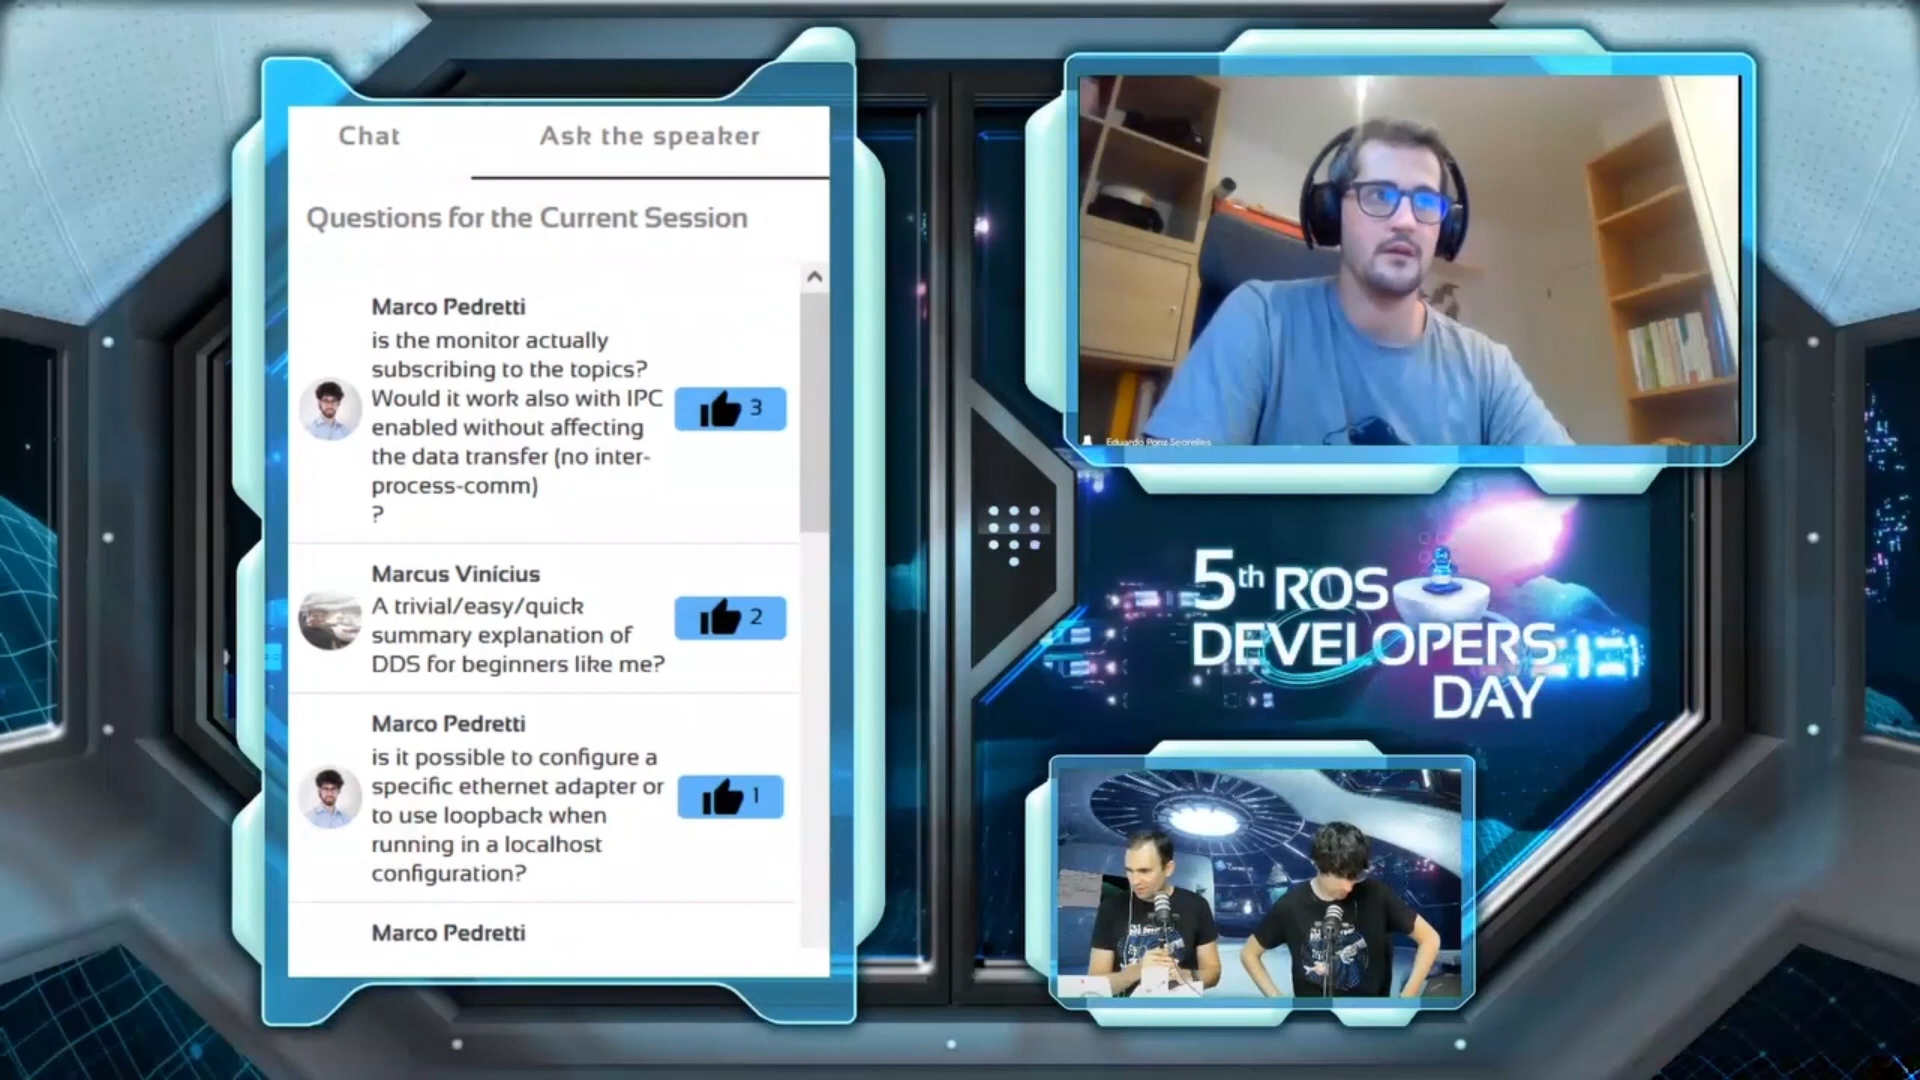 Chat
Ask the speaker
Questions for the Current Session
Marco Pedretti
is the monitor actually
subscribing to the topics?
Would it work also with IPC
enabled without affecting
the data transfer (no inter-
process-comm)
?
3
Marcus Vinícius
A trivial/easy/quick
summary explanation of
DDS for beginners like me?
2
Marco Pedretti
is it possible to configure a
specific ethernet adapter or
to use loopback when
running in a localhost
configuration?
1
Marco Pedretti
Eduardo Ponz Segrelles
5th ROS
DEVELOPERS
DAY